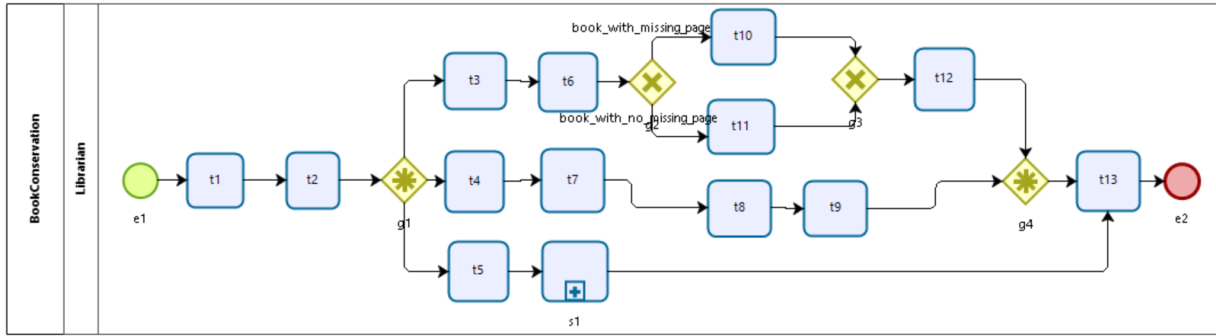 BookConservation
Librarian
e1
t1
t2
g1
t3
t6
book_with_missing_page
g2
book_with_no_missing_page
t10
t11
g3
t12
t4
t7
t8
t9
g4
t5
s1
t13
e2